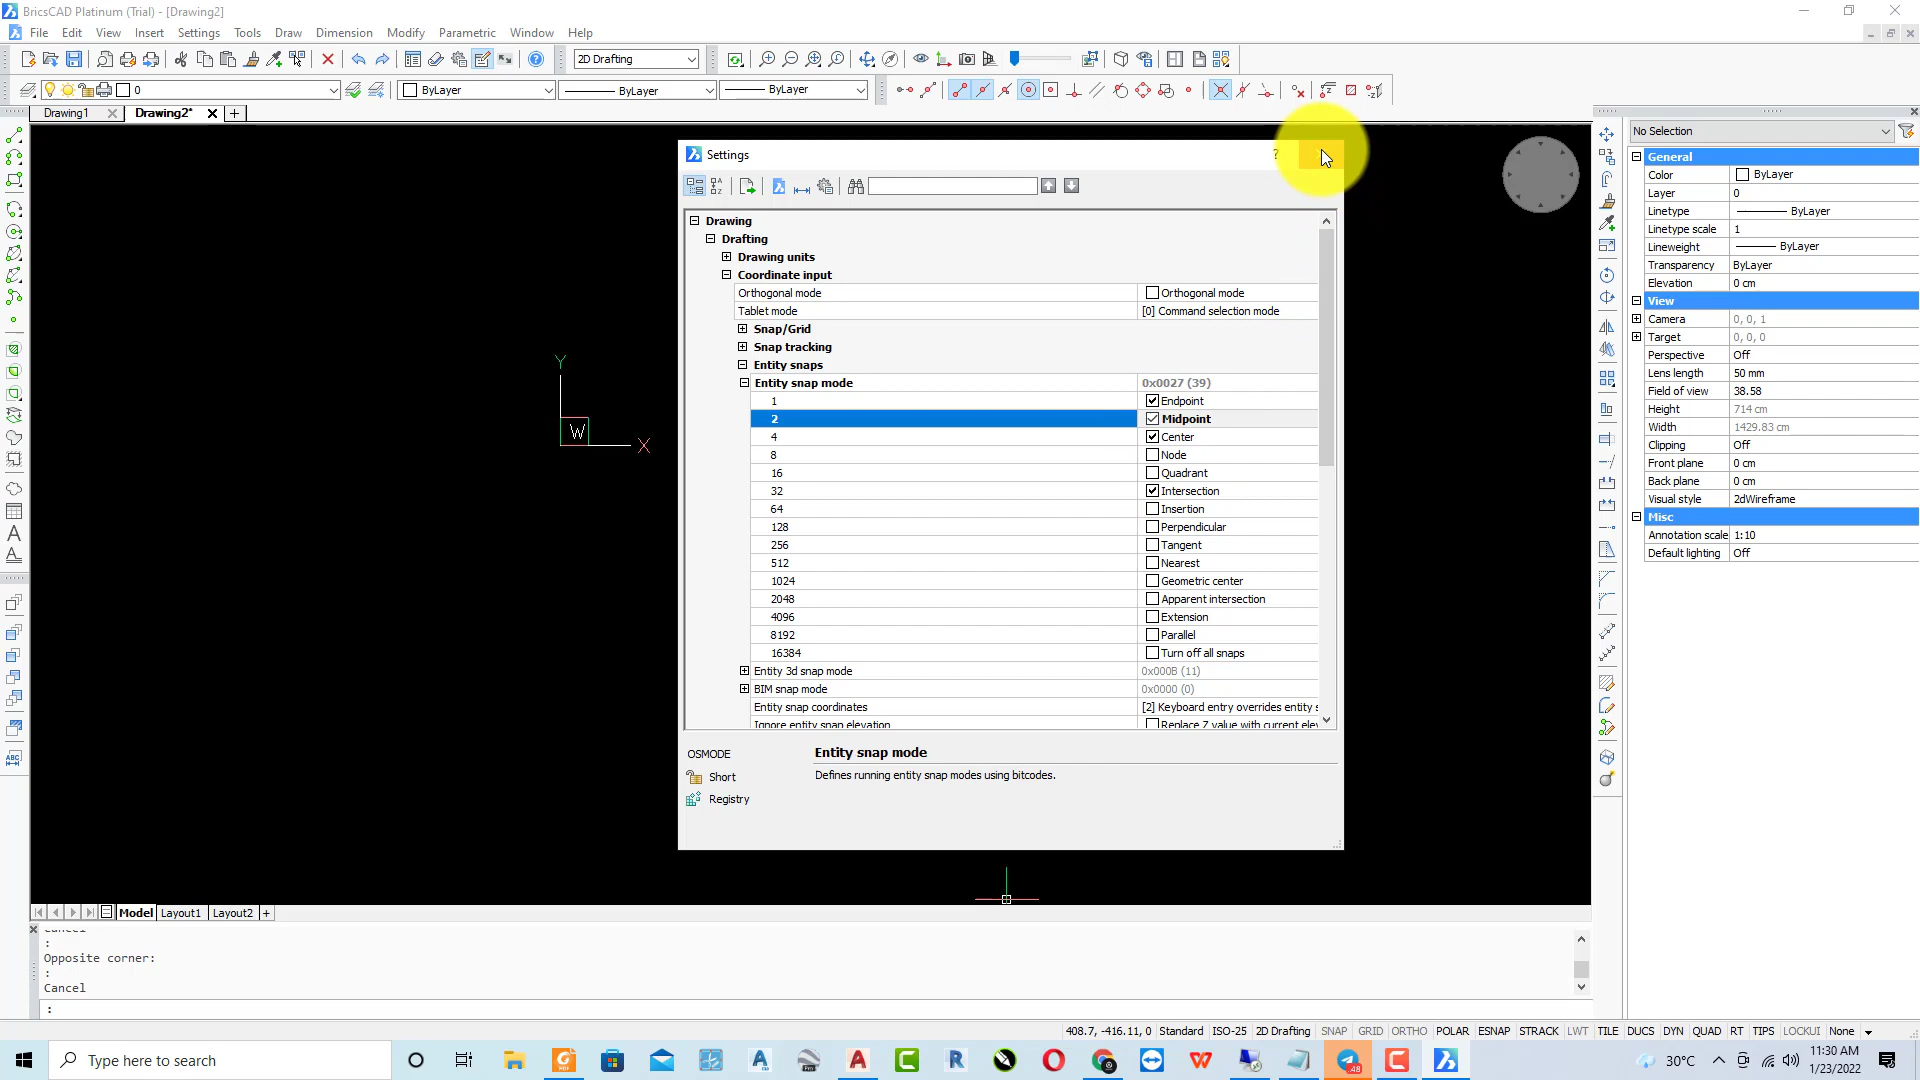 BricsCAD Platinum (Trial) - [Drawing2]
File Edit View Insert Settings Tools Draw Dimension Modify Parametric Window Help
2D Drafting
0 ByLayer ByLayer ByLayer
Drawing1 Drawing2*
No Selection
General
Color ByLayer
Layer 0
Linetype ByLayer
Linetype scale 1
Lineweight ByLayer
Transparency ByLayer
Elevation 0 cm
View
Camera 0, 0, 1
Target 0, 0, 0
Perspective Off
Lens length 50 mm
Field of view 38.58
Height 714 cm
Width 1429.83 cm
Clipping Off
Front plane 0 cm
Back plane 0 cm
Visual style 2dWireframe
Misc
Annotation scale 1:10
Default lighting Off
Settings ?
Drawing
Drafting
Drawing units
Coordinate input
Orthogonal mode Orthogonal mode
Tablet mode [0] Command selection mode
Snap/Grid
Snap tracking
Entity snaps
Entity snap mode 0x0027 (39)
1 Endpoint
2 Midpoint
4 Center
8 Node
16 Quadrant
32 Intersection
64 Insertion
128 Perpendicular
256 Tangent
512 Nearest
1024 Geometric center
2048 Apparent intersection
4096 Extension
8192 Parallel
16384 Turn off all snaps
Entity 3d snap mode 0x000B (11)
BIM snap mode 0x0000 (0)
Entity snap coordinates [2] Keyboard entry overrides entity s
Ignore entity snap elevation Replace Z value with current elev
OSMODE Entity snap mode
Short Defines running entity snap modes using bitcodes.
Registry
Y
W X
Model Layout1 Layout2 +
Cancel
:
Opposite corner:
:
Cancel
:
408.7, -416.11, 0 Standard ISO-25 2D Drafting SNAP GRID ORTHO POLAR ESNAP STRACK LWT TILE DUCS DYN QUAD RT TIPS LOCKUI None
Type here to search
30°C 11:30 AM
1/23/2022